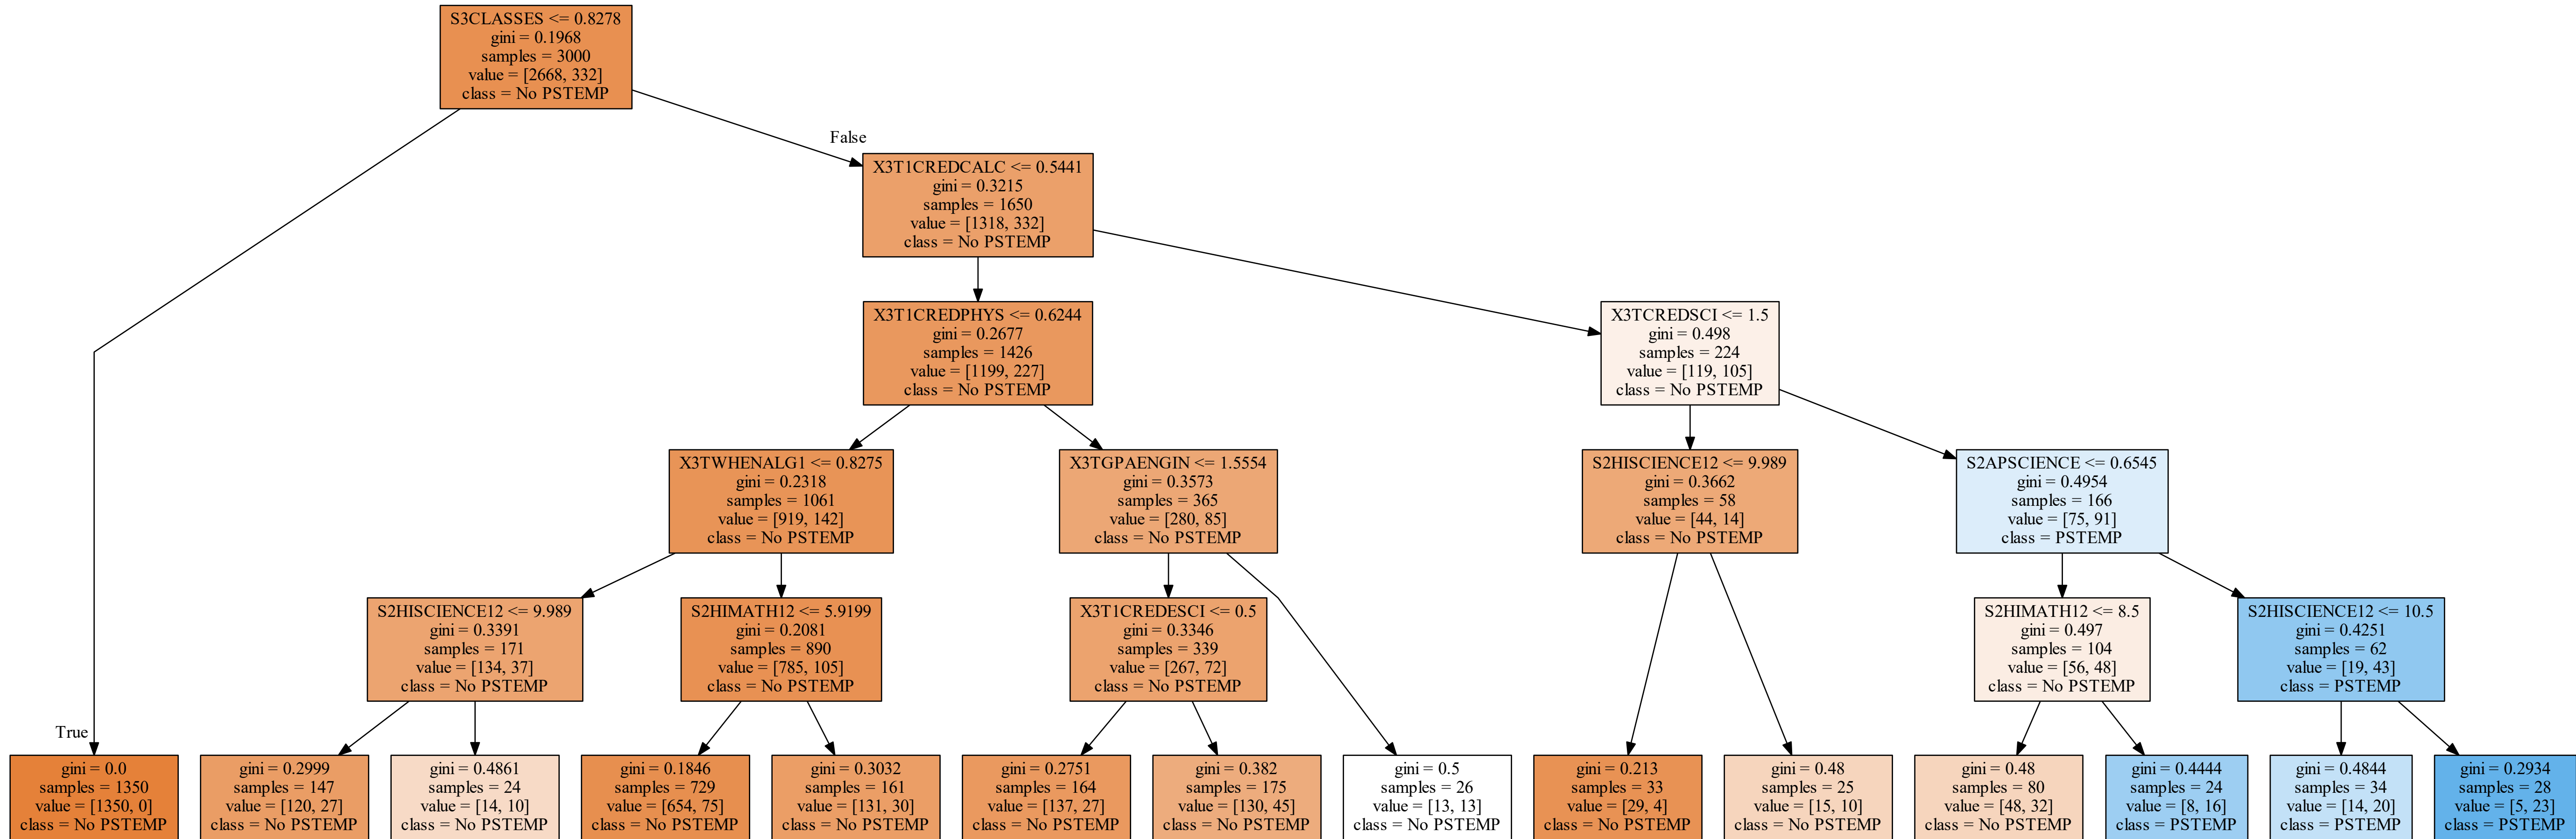 S3CLASSES <= 0.8278
gini = 0.1968
samples = 3000
value = [2668, 332]
class = No PSTEMP
False
X3T1CREDCALC <= 0.5441
gini = 0.3215
samples = 1650
value = [1318, 332]
class = No PSTEMP
X3T1CREDPHYS <= 0.6244
gini = 0.2677
samples = 1426
value = [1199, 227]
class = No PSTEMP
X3TCREDSCI <= 1.5
gini = 0.498
samples = 224
value = [119, 105]
class = No PSTEMP
X3TWHENALG1 <= 0.8275
gini = 0.2318
samples = 1061
value = [919, 142]
class = No PSTEMP
X3TGPAENGIN <= 1.5554
gini = 0.3573
samples = 365
value = [280, 85]
class = No PSTEMP
S2HISCIENCE12 <= 9.989
gini = 0.3662
samples = 58
value = [44, 14]
class = No PSTEMP
S2APSCIENCE <= 0.6545
gini = 0.4954
samples = 166
value = [75, 91]
class = PSTEMP
S2HISCIENCE12 <= 9.989
gini = 0.3391
samples = 171
value = [134, 37]
class = No PSTEMP
S2HIMATH12 <= 5.9199
gini = 0.2081
samples = 890
value = [785, 105]
class = No PSTEMP
X3T1CREDESCI <= 0.5
gini = 0.3346
samples = 339
value = [267, 72]
class = No PSTEMP
S2HIMATH12 <= 8.5
gini = 0.497
samples = 104
value = [56, 48]
class = No PSTEMP
S2HISCIENCE12 <= 10.5
gini = 0.4251
samples = 62
value = [19, 43]
class = PSTEMP
True
gini = 0.0
samples = 1350
value = [1350, 0]
class = No PSTEMP
gini = 0.2999
samples = 147
value = [120, 27]
class = No PSTEMP
gini = 0.4861
samples = 24
value = [14, 10]
class = No PSTEMP
gini = 0.1846
samples = 729
value = [654, 75]
class = No PSTEMP
gini = 0.3032
samples = 161
value = [131, 30]
class = No PSTEMP
gini = 0.2751
samples = 164
value = [137, 27]
class = No PSTEMP
gini = 0.382
samples = 175
value = [130, 45]
class = No PSTEMP
gini = 0.5
samples = 26
value = [13, 13]
class = No PSTEMP
gini = 0.213
samples = 33
value = [29, 4]
class = No PSTEMP
gini = 0.48
samples = 25
value = [15, 10]
class = No PSTEMP
gini = 0.48
samples = 80
value = [48, 32]
class = No PSTEMP
gini = 0.4444
samples = 24
value = [8, 16]
class = PSTEMP
gini = 0.4844
samples = 34
value = [14, 20]
class = PSTEMP
gini = 0.2934
samples = 28
value = [5, 23]
class = PSTEMP